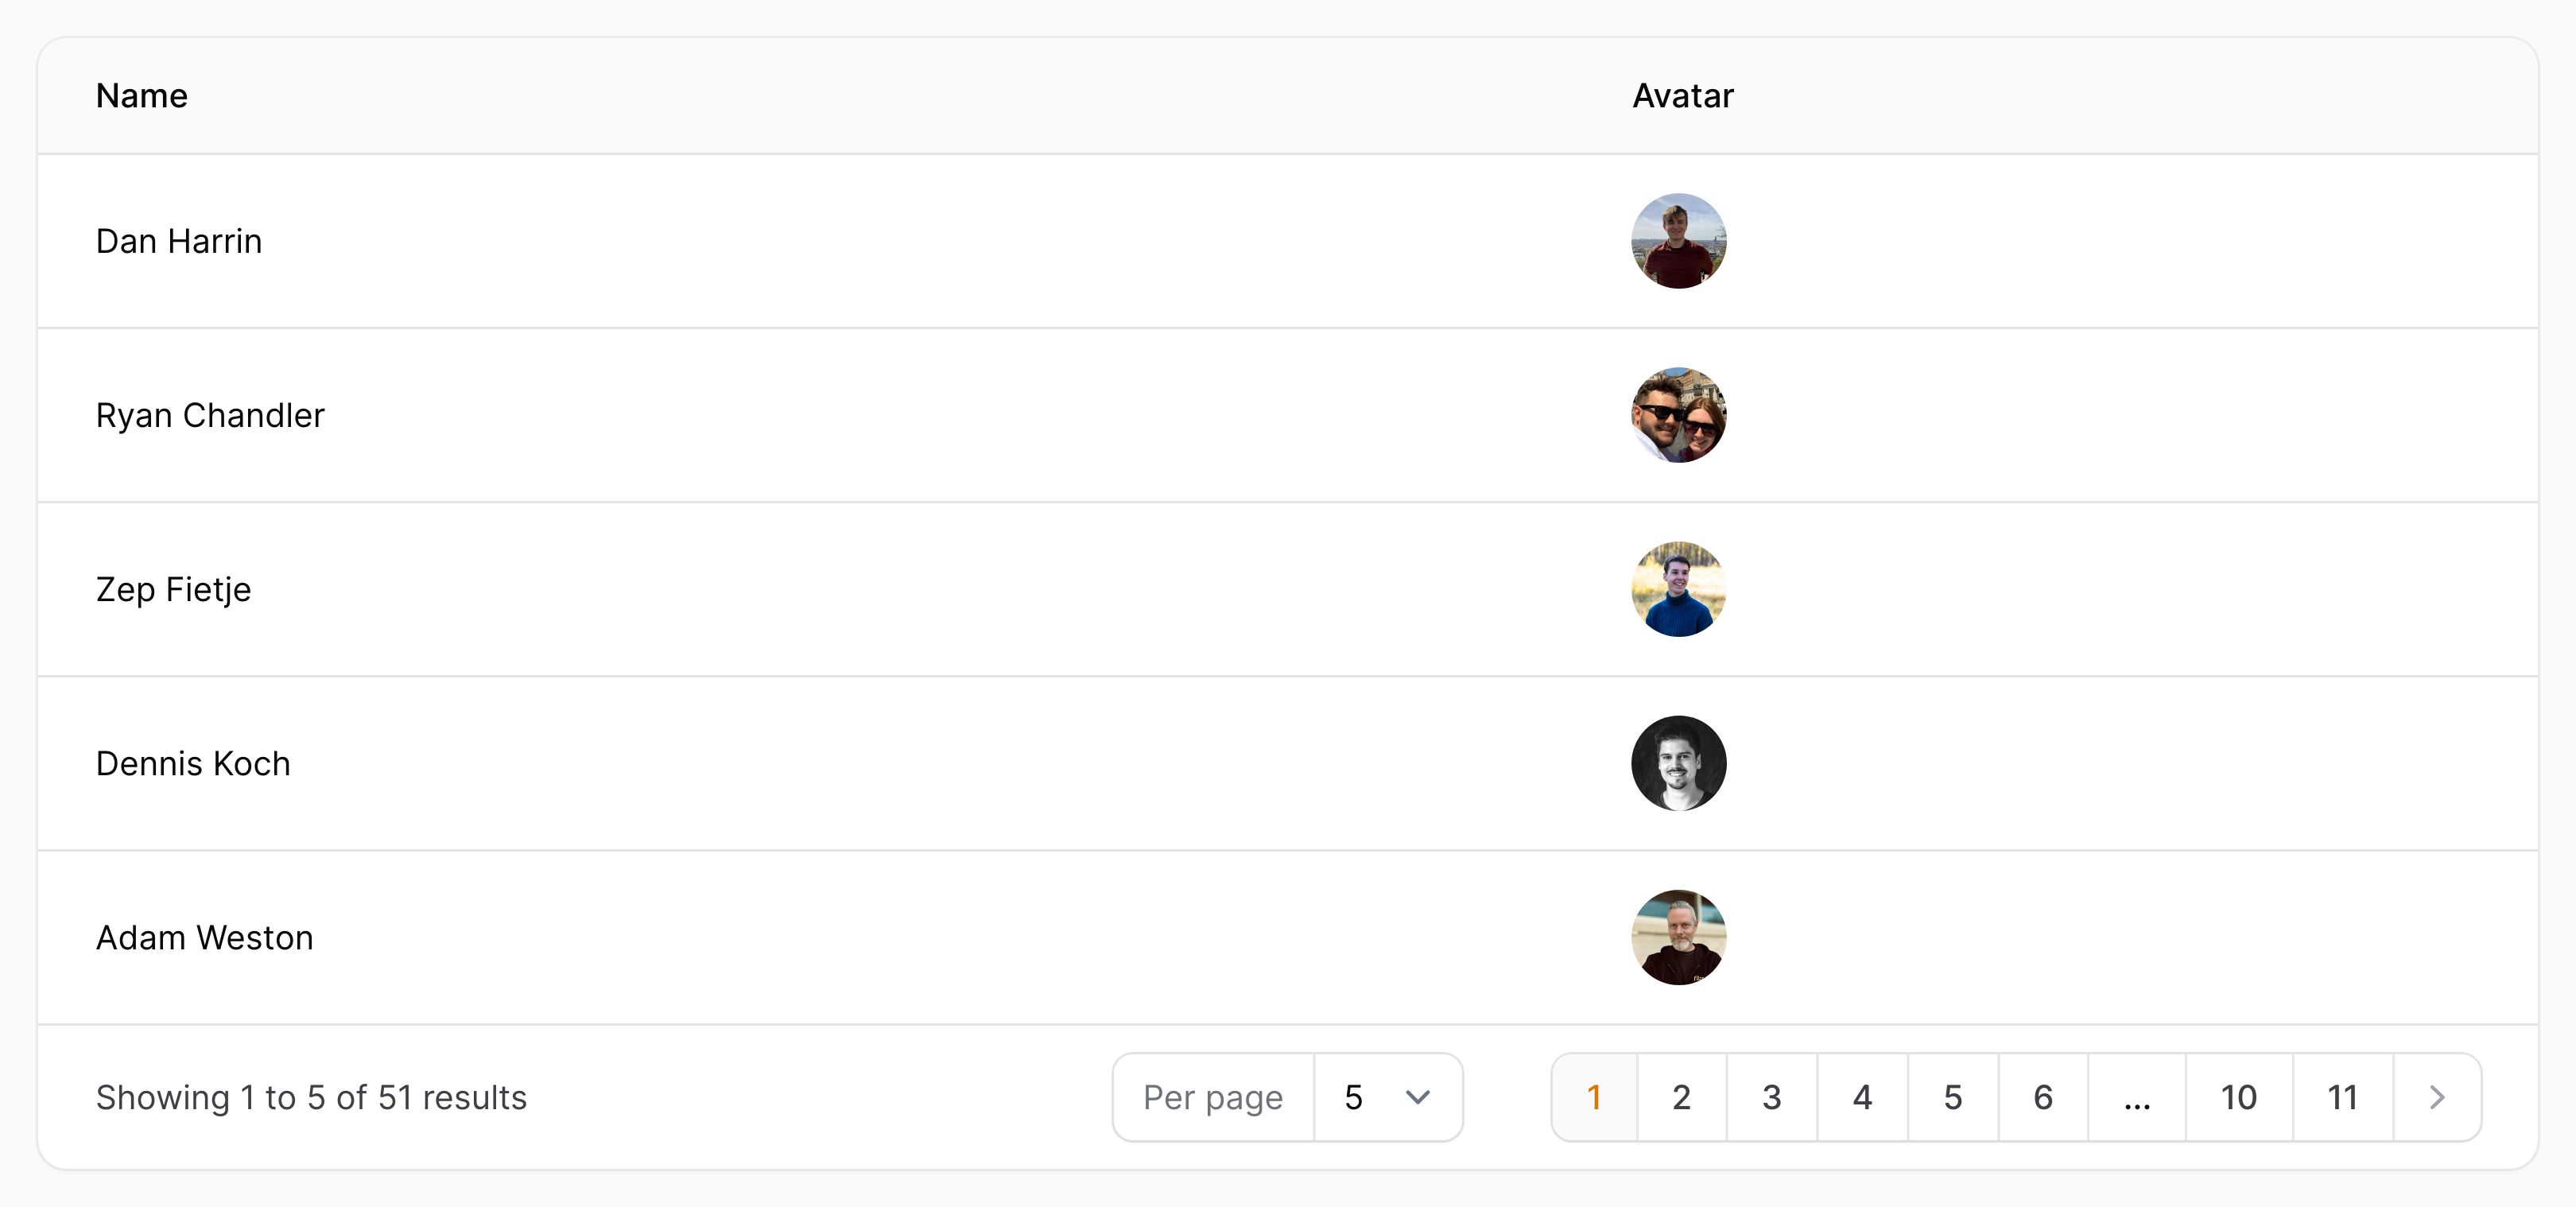 Name Avatar
Dan Harrin
Ryan Chandler
Zep Fietje
Dennis Koch
Adam Weston
Showing 1 to 5 of 51 results Per page 5 1 2 3 4 5 6 ... 10 11